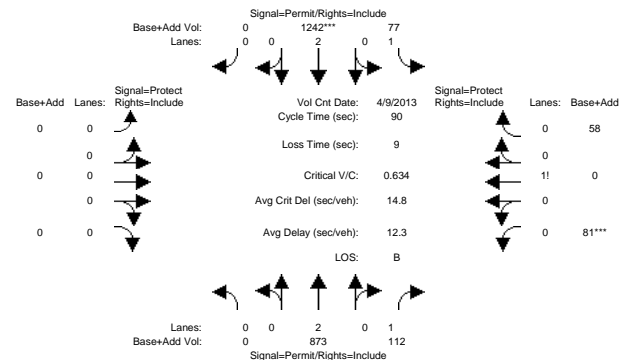 Signal=Permit/Rights=Include
Base+Add Vol: 0 1242*** 77
Lanes: 0 0 2 0 1
Signal=Protect
Base+Add Lanes: Rights=Include
Vol Cnt Date: 4/9/2013
Signal=Protect
Rights=Include Lanes: Base+Add
Cycle Time (sec): 90
0 0
0 58
Loss Time (sec): 9
0
0
0 0
Critical V/C: 0.634
1! 0
0
Avg Crit Del (sec/veh): 14.8
0
0 0
Avg Delay (sec/veh): 12.3
0 81***
LOS: B
Lanes: 0 0 2 0 1
Base+Add Vol: 0 873 112
Signal=Permit/Rights=Include